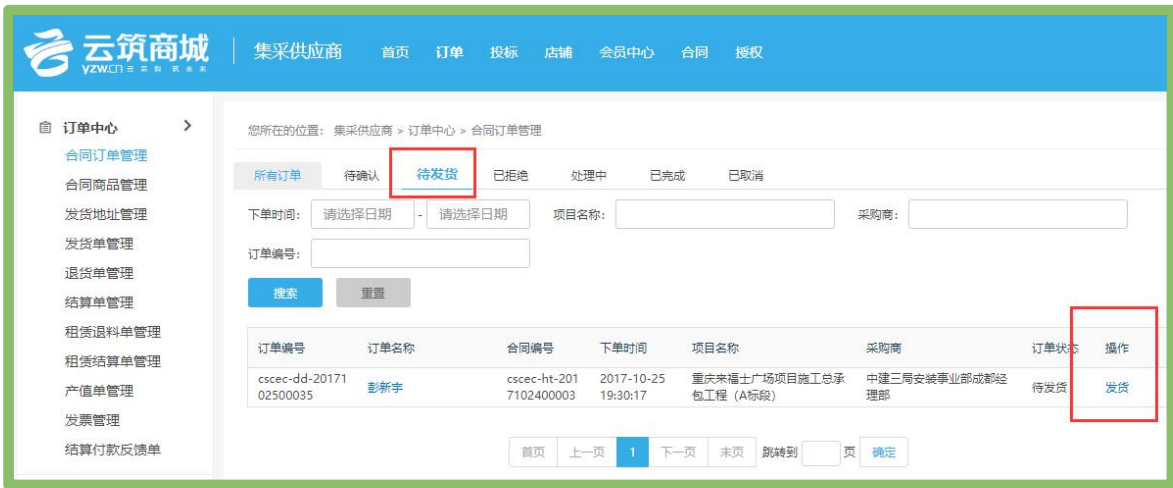 云筑商城
yzw.cn 云采购 筑未来
集采供应商 首页 订单 投标 店铺 会员中心 合同 授权
订单中心 >
合同订单管理
合同商品管理
发货地址管理
发货单管理
退货单管理
结算单管理
租赁退料单管理
租赁结算单管理
产值单管理
发票管理
结算付款反馈单
您所在的位置: 集采供应商 > 订单中心 > 合同订单管理
所有订单 待确认 待发货 已拒绝 处理中 已完成 已取消
下单时间: 请选择日期 - 请选择日期 项目名称: 采购商:
订单编号:
搜索 重置
订单编号 订单名称 合同编号 下单时间 项目名称 采购商 订单状态 操作
cscec-dd-20171 彭新宇 cscec-ht-201 2017-10-25 重庆来福士广场项目施工总承 中建三局安装事业部成都经 待发货 发货
02500035 7102400003 19:30:17 包工程（A标段） 理部
首页 上一页 1 下一页 末页 跳转到 页 确定